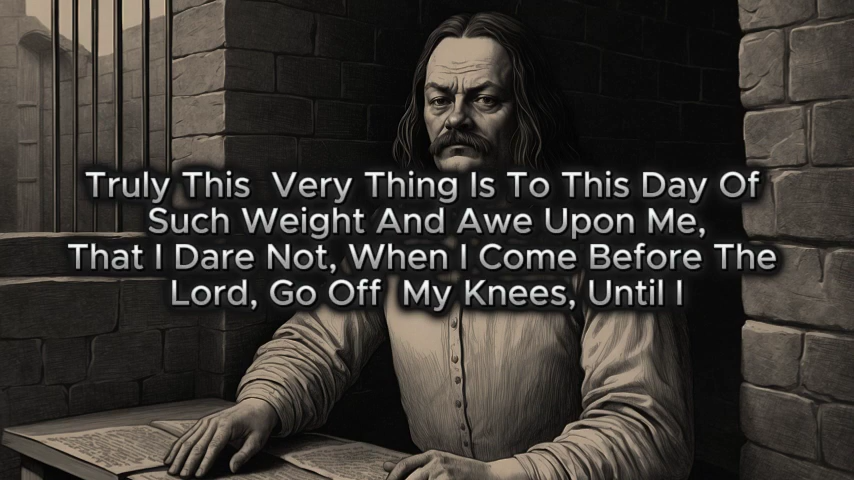 Truly This  Very Thing Is To This Day Of
Such Weight And Awe Upon Me,
That I Dare Not, When I Come Before The
Lord, Go Off  My Knees, Until I